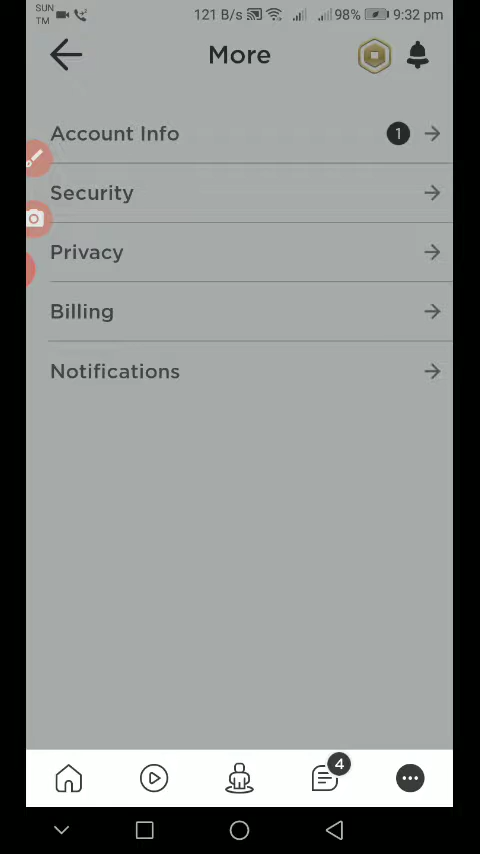 SUN
TM
121 B/s
98%
9:32 pm
More
Account Info
1
Security
Privacy
Billing
Notifications
4